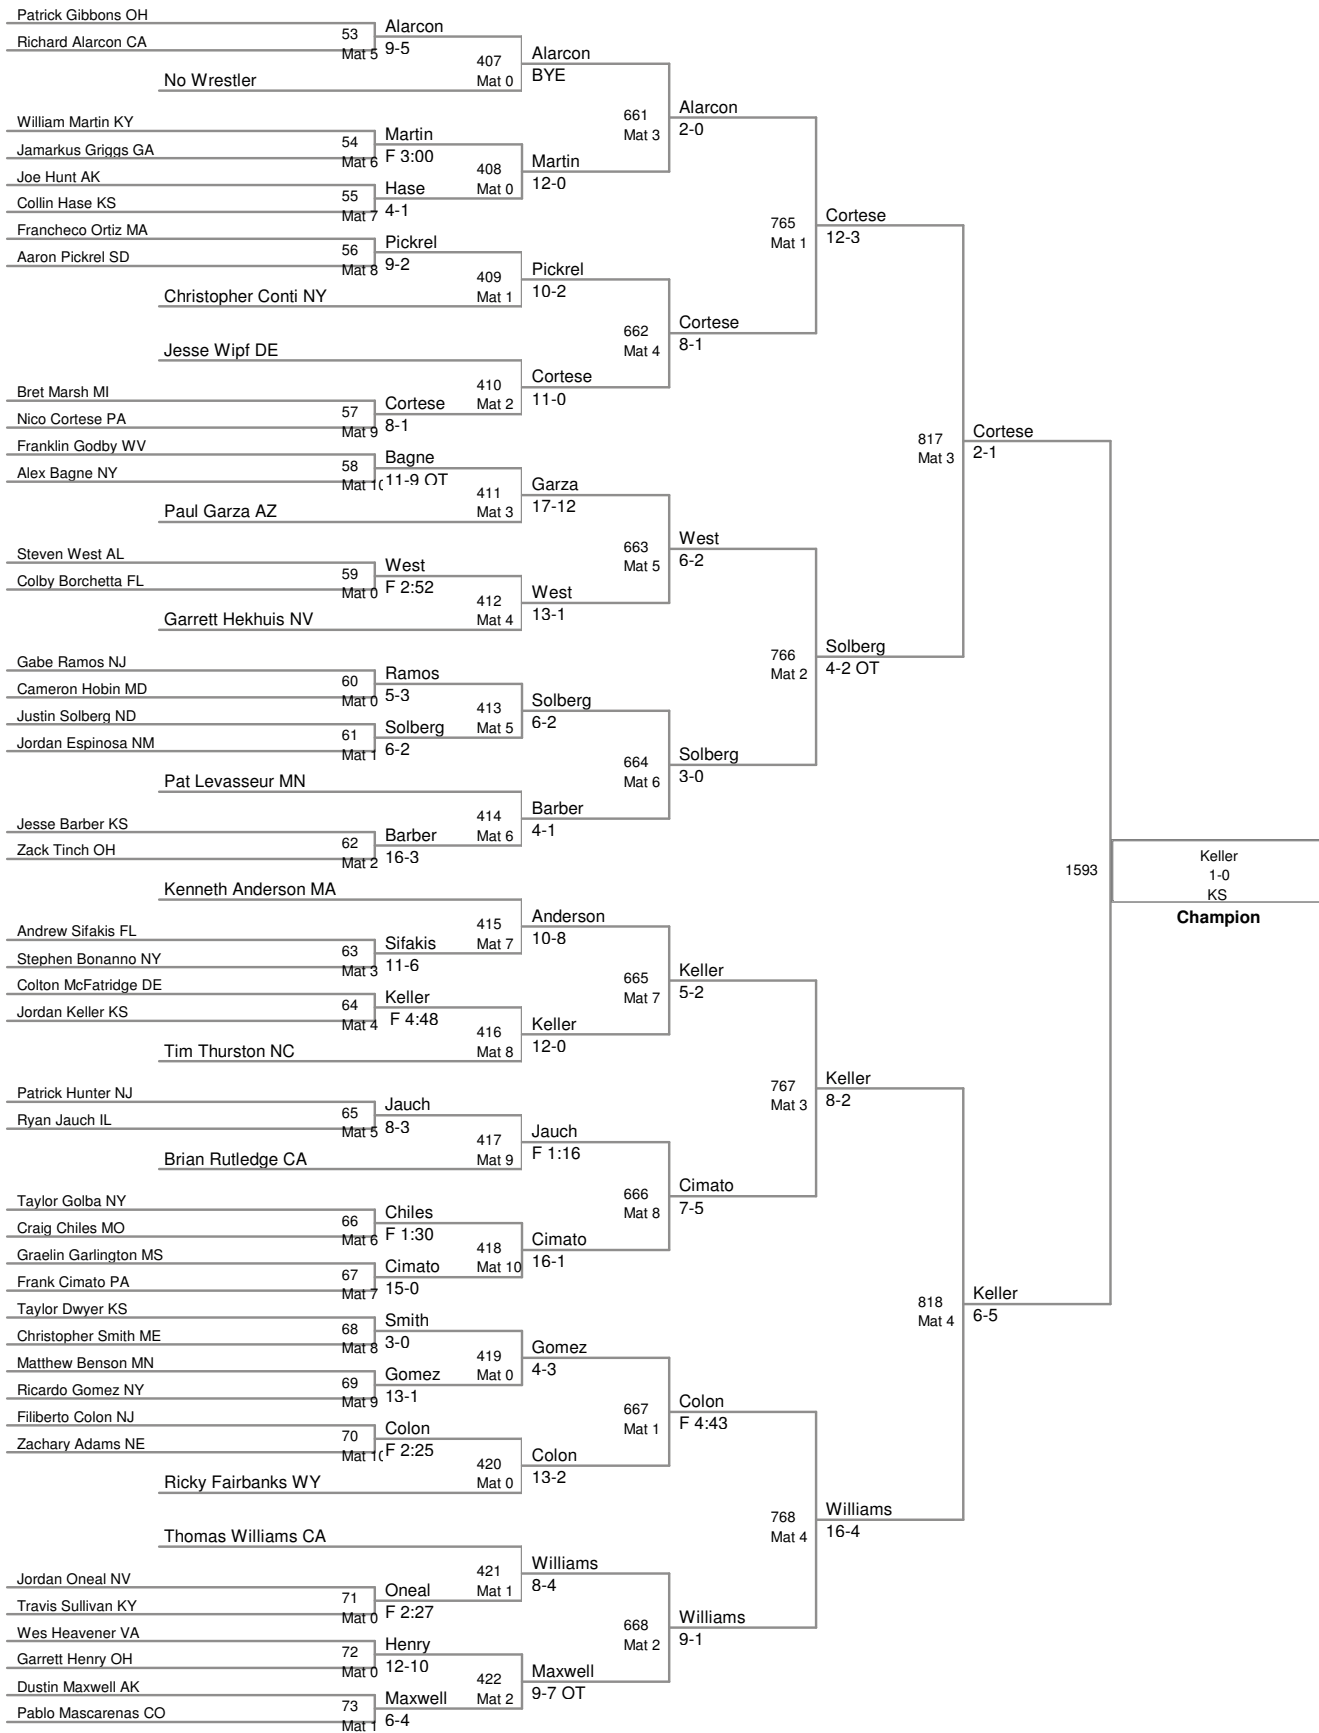 Patrick Gibbons OH
Richard Alarcon CA
53
Mat 5
Alarcon
9-5
No Wrestler
407
Mat 0
Alarcon
BYE
William Martin KY
Jamarkus Griggs GA
54
Mat 6
Martin
F 3:00
Joe Hunt AK
Collin Hase KS
55
Mat 7
Hase
4-1
408
Mat 0
Martin
12-0
661
Mat 3
Alarcon
2-0
Francheco Ortiz MA
Aaron Pickrel SD
56
Mat 8
Pickrel
9-2
Christopher Conti NY
409
Mat 1
Pickrel
10-2
Jesse Wipf DE
Bret Marsh MI
Nico Cortese PA
57
Mat 9
Cortese
8-1
410
Mat 2
Cortese
11-0
662
Mat 4
Cortese
8-1
765
Mat 1
Cortese
12-3
Franklin Godby WV
Alex Bagne NY
58
Mat 10
Bagne
11-9 OT
Paul Garza AZ
411
Mat 3
Garza
17-12
Steven West AL
Colby Borchetta FL
59
Mat 0
West
F 2:52
Garrett Hekhuis NV
412
Mat 4
West
13-1
663
Mat 5
West
6-2
Gabe Ramos NJ
Cameron Hobin MD
60
Mat 0
Ramos
5-3
Justin Solberg ND
Jordan Espinosa NM
61
Mat 1
Solberg
6-2
413
Mat 5
Solberg
6-2
Pat Levasseur MN
Jesse Barber KS
Zack Tinch OH
62
Mat 2
Barber
16-3
414
Mat 6
Barber
4-1
664
Mat 6
Solberg
3-0
766
Mat 2
Solberg
4-2 OT
817
Mat 3
Cortese
2-1
Kenneth Anderson MA
Andrew Sifakis FL
Stephen Bonanno NY
63
Mat 3
Sifakis
11-6
415
Mat 7
Anderson
10-8
Colton McFatridge DE
Jordan Keller KS
64
Mat 4
Keller
F 4:48
Tim Thurston NC
416
Mat 8
Keller
12-0
665
Mat 7
Keller
5-2
Patrick Hunter NJ
Ryan Jauch IL
65
Mat 5
Jauch
8-3
Brian Rutledge CA
417
Mat 9
Jauch
F 1:16
Taylor Golba NY
Craig Chiles MO
66
Mat 6
Chiles
F 1:30
Graelin Garlington MS
Frank Cimato PA
67
Mat 7
Cimato
15-0
418
Mat 10
Cimato
16-1
666
Mat 8
Cimato
7-5
767
Mat 3
Keller
8-2
Taylor Dwyer KS
Christopher Smith ME
68
Mat 8
Smith
3-0
Matthew Benson MN
Ricardo Gomez NY
69
Mat 9
Gomez
13-1
419
Mat 0
Gomez
4-3
Filiberto Colon NJ
Zachary Adams NE
70
Mat 10
Colon
F 2:25
Ricky Fairbanks WY
420
Mat 0
Colon
13-2
667
Mat 1
Colon
F 4:43
Thomas Williams CA
Jordan Oneal NV
Travis Sullivan KY
71
Mat 0
Oneal
F 2:27
421
Mat 1
Williams
8-4
Wes Heavener VA
Garrett Henry OH
72
Mat 0
Henry
12-10
Dustin Maxwell AK
Pablo Mascarenas CO
73
Mat 1
Maxwell
6-4
422
Mat 2
Maxwell
9-7 OT
668
Mat 2
Williams
9-1
768
Mat 4
Williams
16-4
818
Mat 4
Keller
6-5
1593
Keller
1-0
KS
Champion